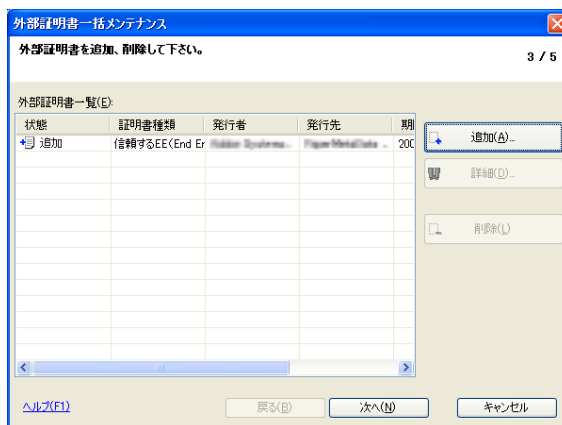 外部証明書一括メンテナンス
外部証明書を追加、削除して下さい。
3 / 5
外部証明書一覧(E):
状態 証明書種類 発行者 発行先 期
追加 信頼するEE(End Er 200
追加(A)...
詳細(D)...
削除(L)
ヘルプ(F1)
戻る(B) 次へ(N) キャンセル